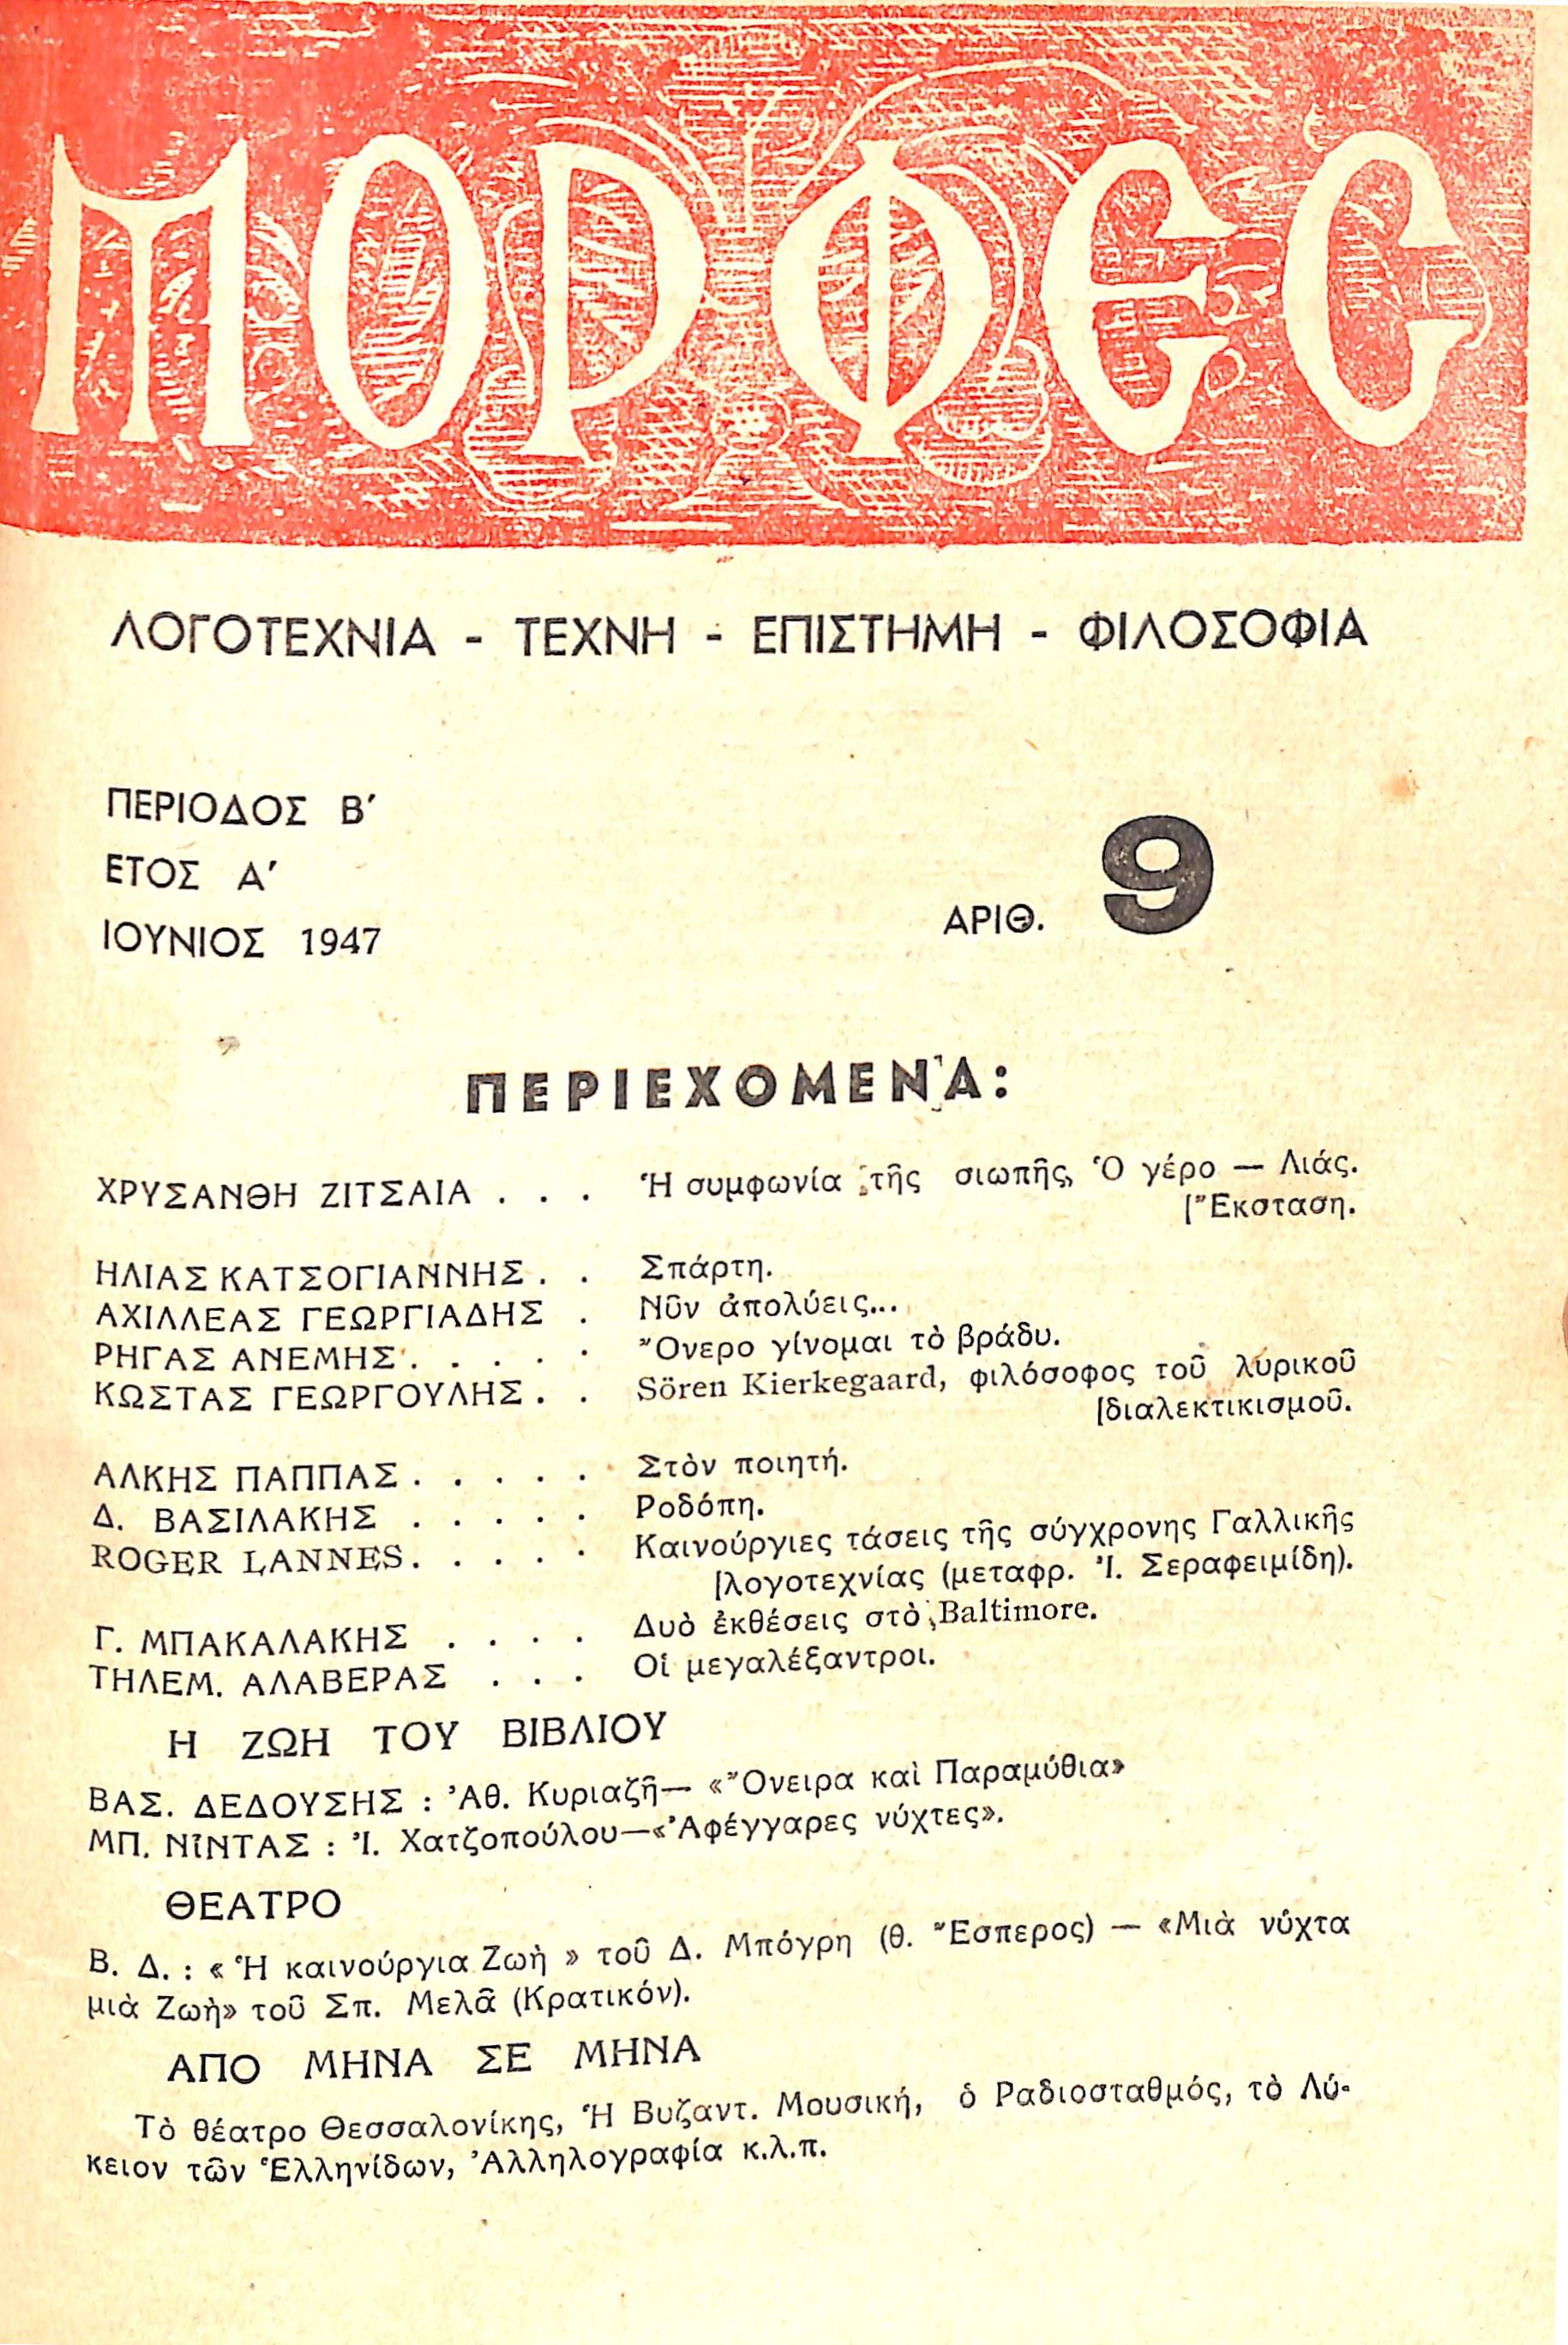 ΜΟΡΦΕС
ΛΟΓΟΤΕΧΝΙΑ - ΤΕΧΝΗ - ΕΠΙΣΤΗΜΗ - ΦΙΛΟΣΟΦΙΑ
ΠΕΡΙΟΔΟΣ Β′
ΕΤΟΣ Α′
ΙΟΥΝΙΟΣ 1947
ΑΡΙΘ. 9
ΠΕΡΙΕΧΟΜΕΝΑ:
ΧΡΥΣΑΝΘΗ ΖΙΤΣΑΙΑ . . . Ἡ συμφωνία τῆς σιωπῆς, Ὁ γέρο — Λιάς.
[Ἔκσταση.
ΗΛΙΑΣ ΚΑΤΣΟΓΙΑΝΝΗΣ . . Σπάρτη.
ΑΧΙΛΛΕΑΣ ΓΕΩΡΓΙΑΔΗΣ . Νῦν ἀπολύεις...
ΡΗΓΑΣ ΑΝΕΜΗΣ . . . . . Ὄνερο γίνομαι τὸ βράδυ.
ΚΩΣΤΑΣ ΓΕΩΡΓΟΥΛΗΣ . . Sören Kierkegaard, φιλόσοφος τοῦ λυρικοῦ
[διαλεκτικισμοῦ.
ΑΛΚΗΣ ΠΑΠΠΑΣ . . . . . Στὸν ποιητή.
Δ. ΒΑΣΙΛΑΚΗΣ . . . . . Ροδόπη.
ROGER LANNES . . . . . Καινούργιες τάσεις τῆς σύγχρονης Γαλλικῆς
[λογοτεχνίας (μεταφρ. Ἰ. Σεραφειμίδη).
Γ. ΜΠΑΚΑΛΑΚΗΣ . . . . Δυὸ ἐκθέσεις στὸ Baltimore.
ΤΗΛΕΜ. ΑΛΑΒΕΡΑΣ . . . Οἱ μεγαλέξαντροι.
Η ΖΩΗ ΤΟΥ ΒΙΒΛΙΟΥ
ΒΑΣ. ΔΕΔΟΥΣΗΣ : Ἀθ. Κυριαζῆ— «Ὄνειρα καὶ Παραμύθια»
ΜΠ. ΝΙΝΤΑΣ : Ἰ. Χατζοπούλου—«Ἀφέγγαρες νύχτες».
ΘΕΑΤΡΟ
Β. Δ. : « Ἡ καινούργια Ζωὴ » τοῦ Δ. Μπόγρη (θ. Ἔσπερος) — «Μιὰ νύχτα
μιὰ Ζωὴ» τοῦ Σπ. Μελᾶ (Κρατικόν).
ΑΠΟ ΜΗΝΑ ΣΕ ΜΗΝΑ
Τὸ θέατρο Θεσσαλονίκης, Ἡ Βυζαντ. Μουσική, ὁ Ραδιοσταθμός, τὸ Λύ-
κειον τῶν Ἑλληνίδων, Ἀλληλογραφία κ.λ.π.